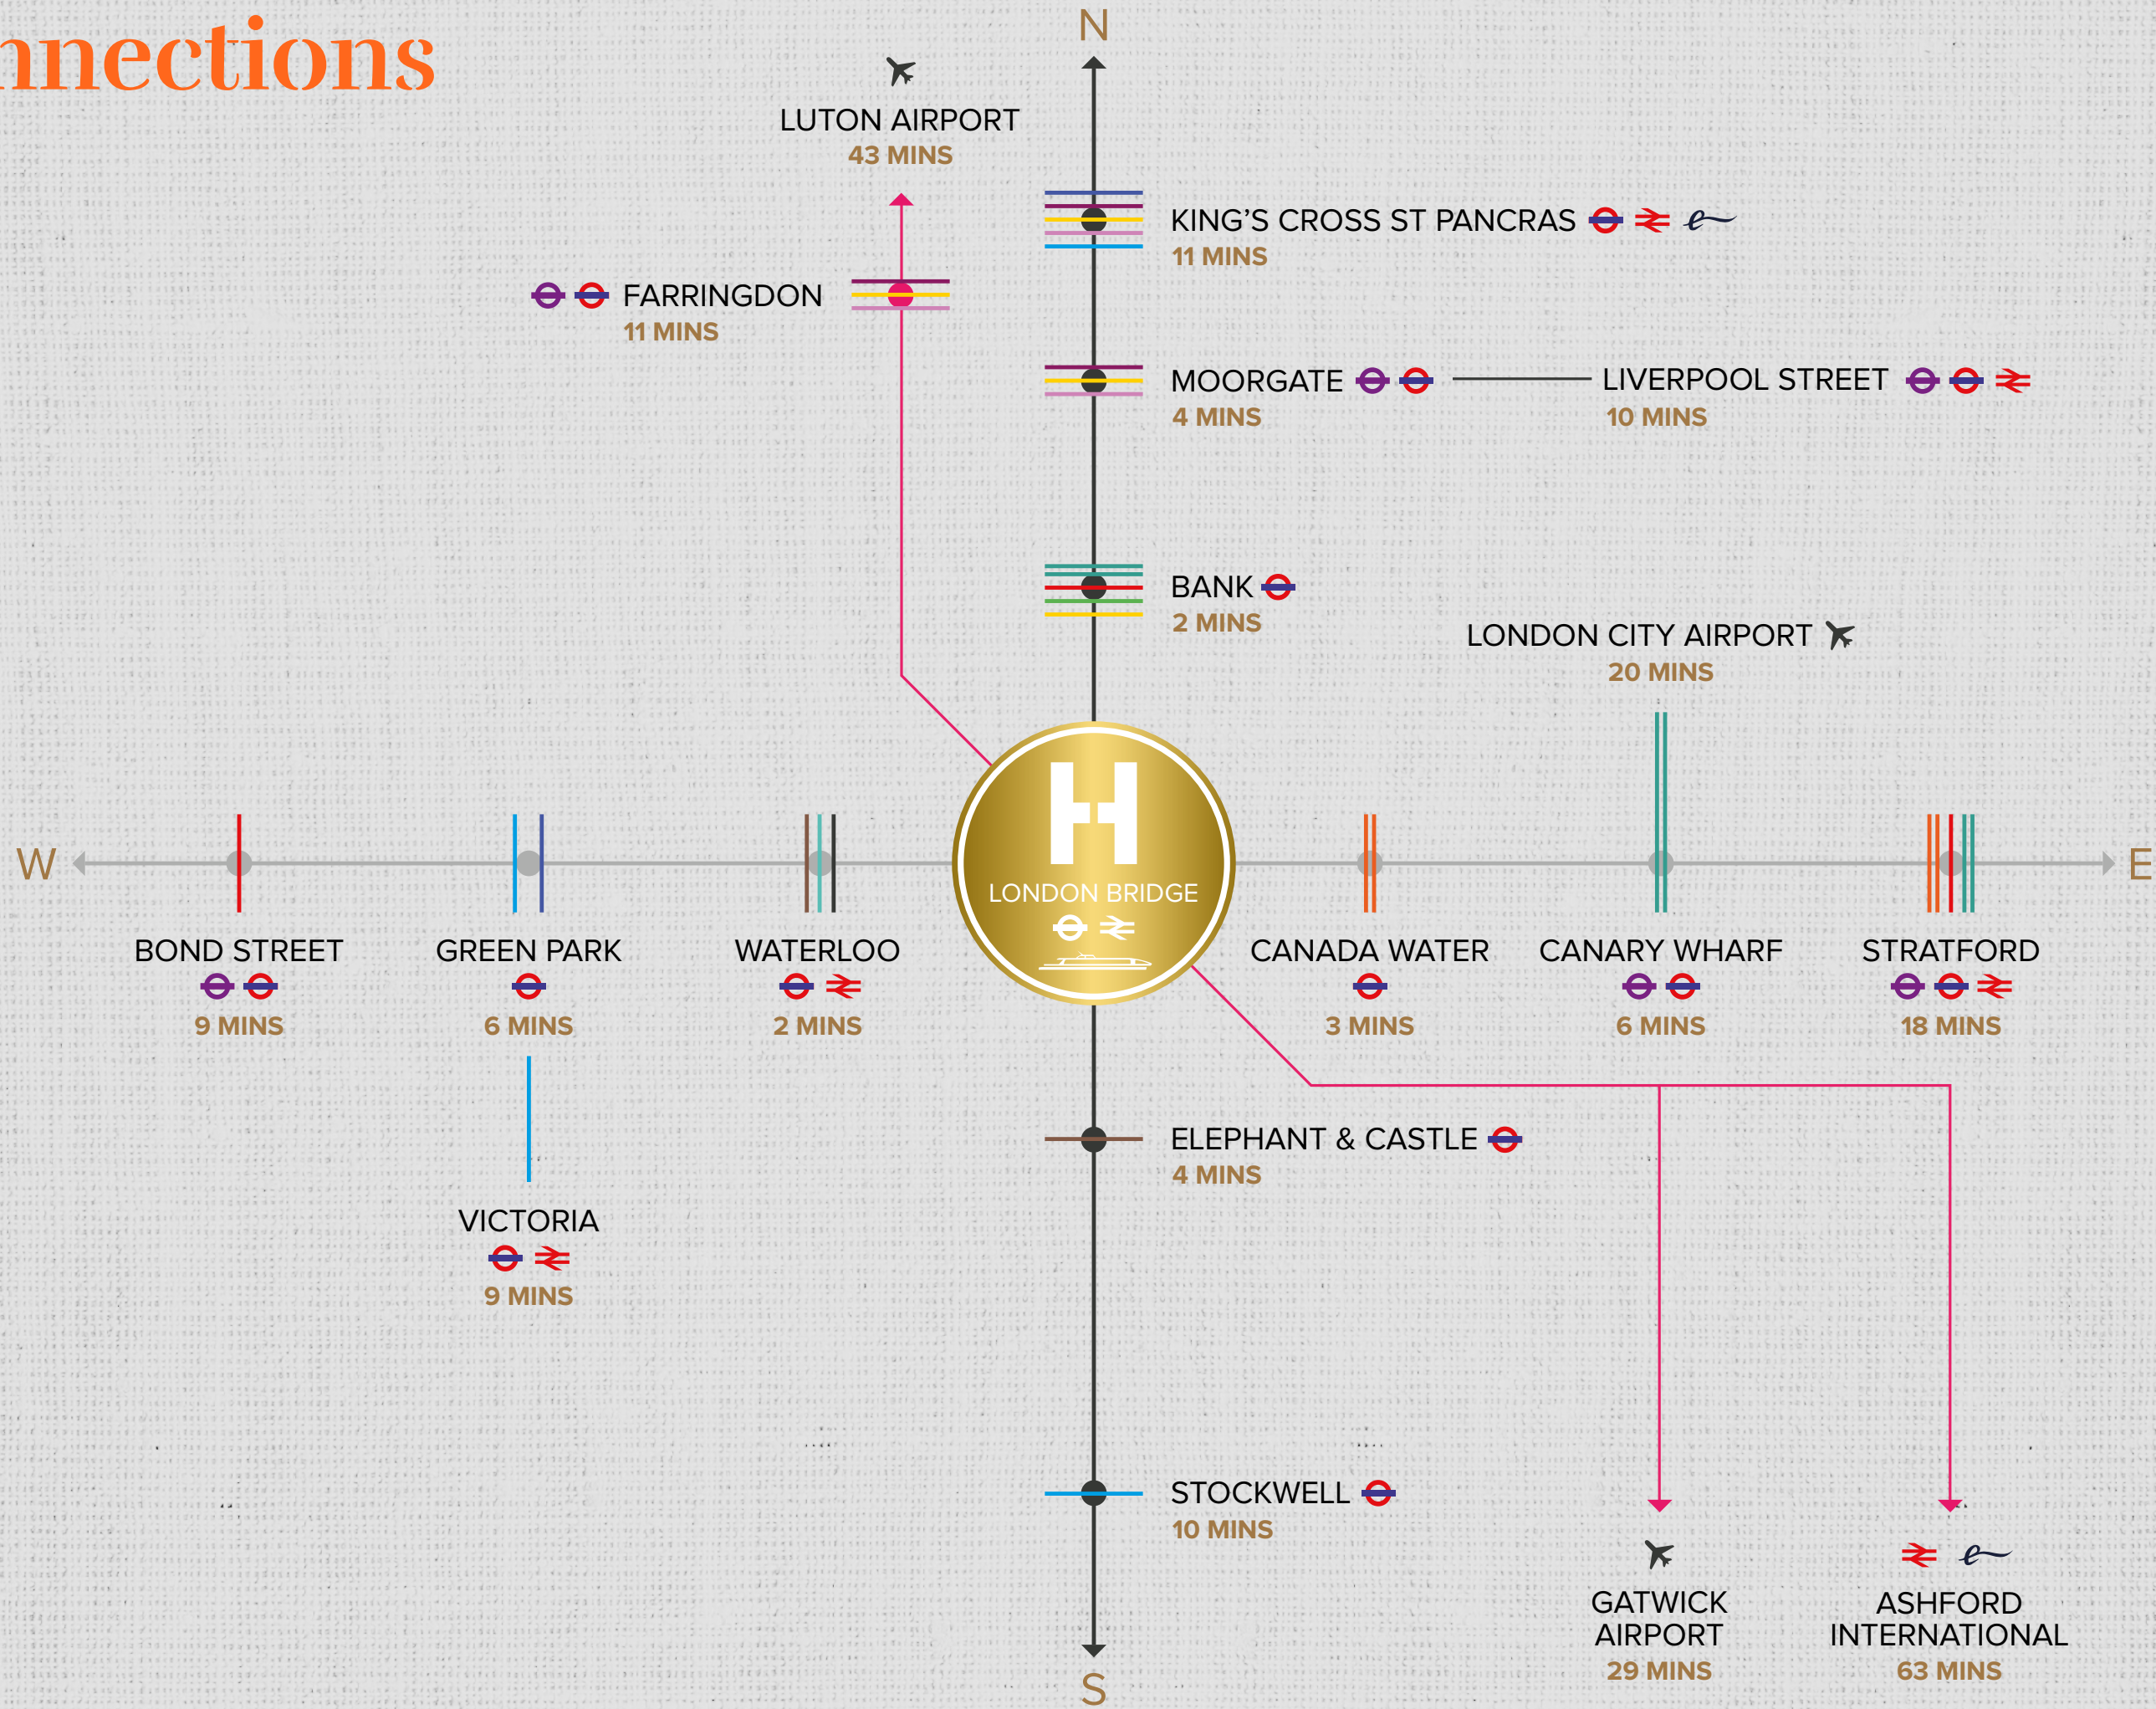 nnections
N
LUTON AIRPORT
43 MINS
KING'S CROSS ST PANCRAS
11 MINS
FARRINGDON
11 MINS
MOORGATE
4 MINS
LIVERPOOL STREET
10 MINS
BANK
2 MINS
LONDON CITY AIRPORT
20 MINS
H
LONDON BRIDGE
W
E
BOND STREET
9 MINS
GREEN PARK
6 MINS
WATERLOO
2 MINS
CANADA WATER
3 MINS
CANARY WHARF
6 MINS
STRATFORD
18 MINS
ELEPHANT & CASTLE
4 MINS
VICTORIA
9 MINS
STOCKWELL
10 MINS
GATWICK
AIRPORT
29 MINS
ASHFORD
INTERNATIONAL
63 MINS
S